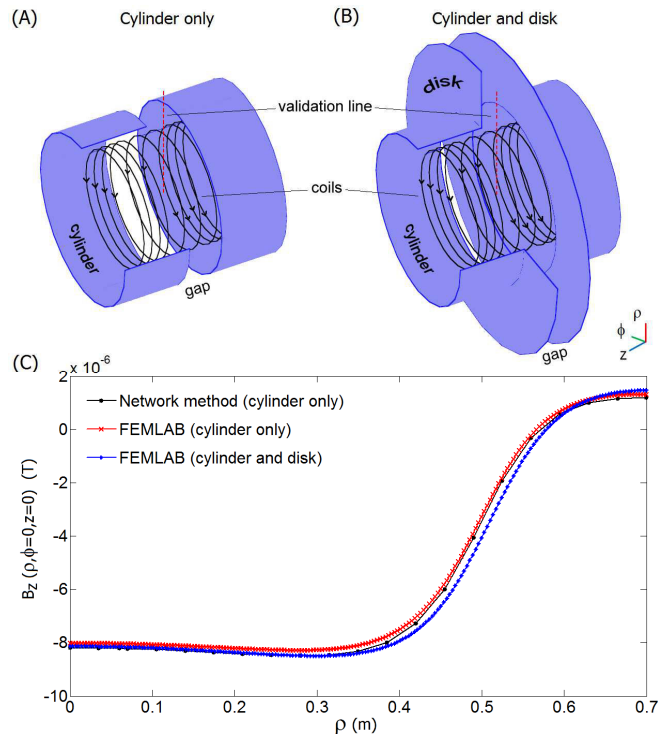 (A) Cylinder only
(B) Cylinder and disk
disk
validation line
coils
cylinder
gap
cylinder
gap
ρ
ϕ
z
(C)
× 10⁻⁶
2
0
-2
-4
-6
-8
-10
B_z (ρ,ϕ=0,z=0) (T)
Network method (cylinder only)
FEMLAB (cylinder only)
FEMLAB (cylinder and disk)
0 0.1 0.2 0.3 0.4 0.5 0.6 0.7
ρ (m)